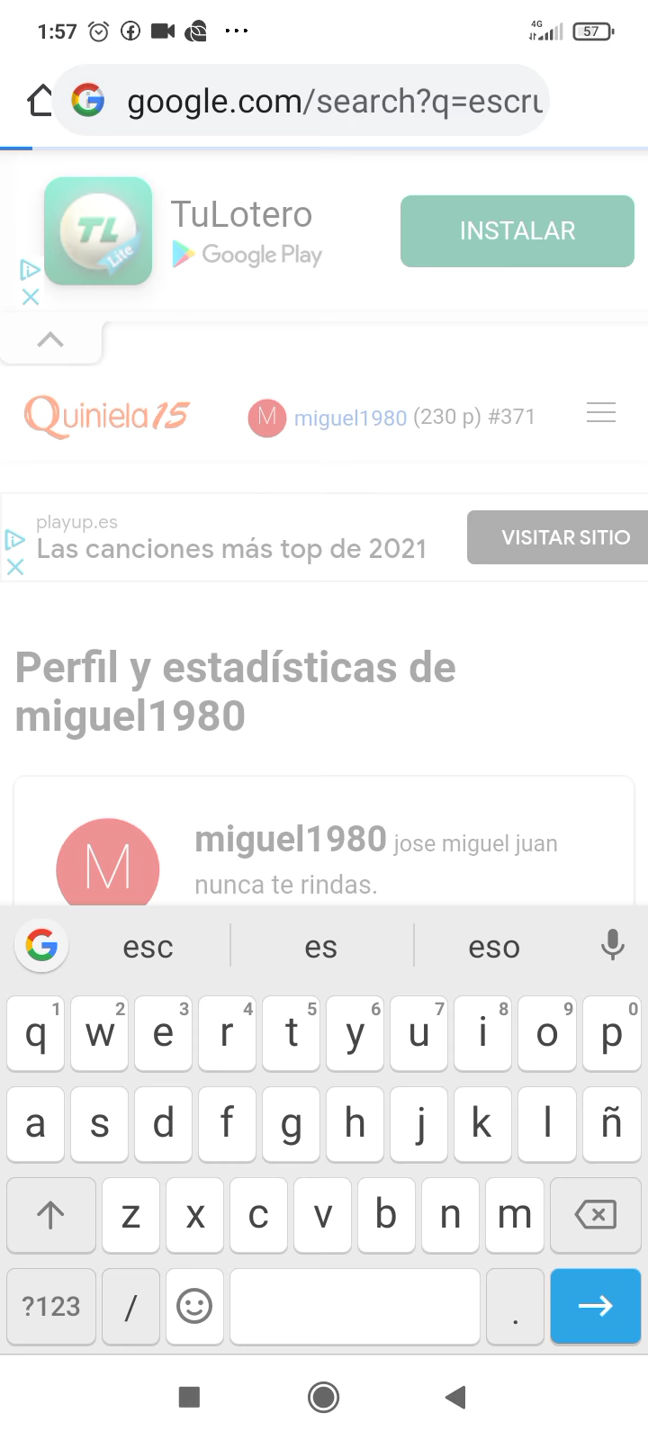 1:57
4G
57
google.com/search?q=escru
TuLotero
TL
Lite
Google Play
INSTALAR
Quiniela15
M miguel1980 (230 p) #371
playup.es
Las canciones más top de 2021
VISITAR SITIO
Perfil y estadísticas de
miguel1980
M
miguel1980 jose miguel juan
nunca te rindas.
esc es eso
1 2 3 4 5 6 7 8 9 0
q w e r t y u i o p
a s d f g h j k l ñ
z x c v b n m
?123 / .